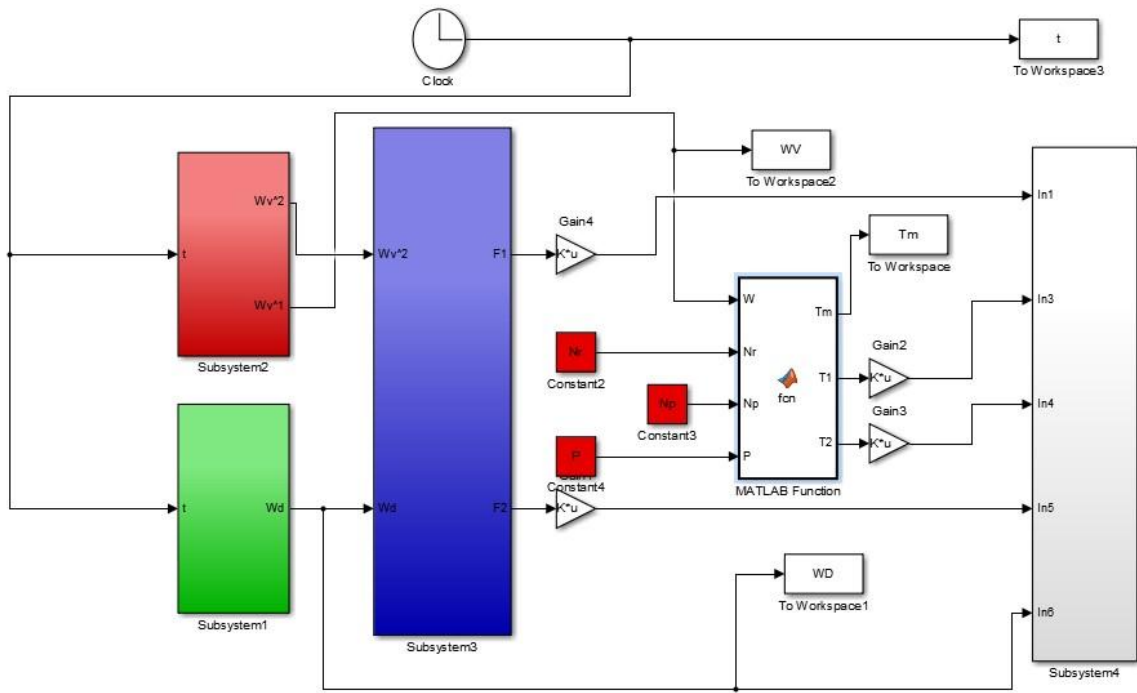 Clock
t
To Workspace3
WV
To Workspace2
t
Wv^2
Wv^1
Subsystem2
Wv^2
F1
Wd
F2
Subsystem3
Gain4
K*u
Tm
To Workspace
W
Nr
Np
P
Tm
T1
T2
fcn
MATLAB Function
Nr
Constant2
Np
Constant3
P
Constant4
K*u
Gain2
K*u
Gain3
K*u
t
Wd
Subsystem1
WD
To Workspace1
In1
In3
In4
In5
In6
Subsystem4